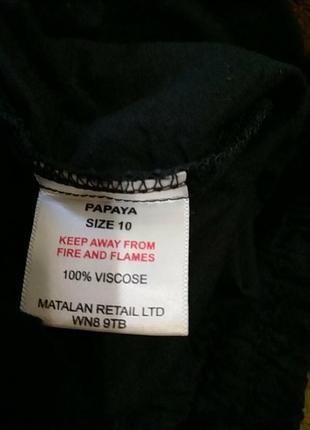 PAPAYA
SIZE 10
KEEP AWAY FROM
FIRE AND FLAMES
100% VISCOSE
MATALAN RETAIL LTD
WN8 9TB